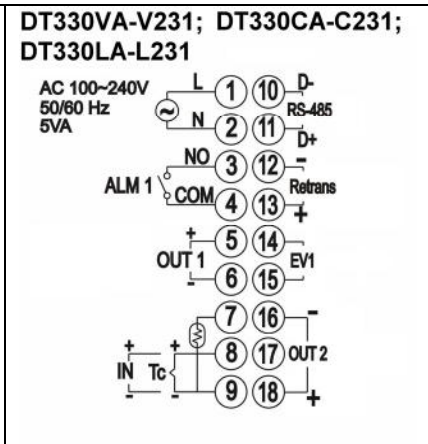 DT330VA-V231; DT330CA-C231;
DT330LA-L231
AC 100~240V
50/60 Hz
5VA
L 1 10 D-
RS-485
N 2 11 D+
NO 3 12 -
ALM 1 Retrans
COM 4 13 +
+ 5 14
OUT 1 EV1
- 6 15
7 16 -
+ + 8 17 OUT 2
IN Tc
- - 9 18 +